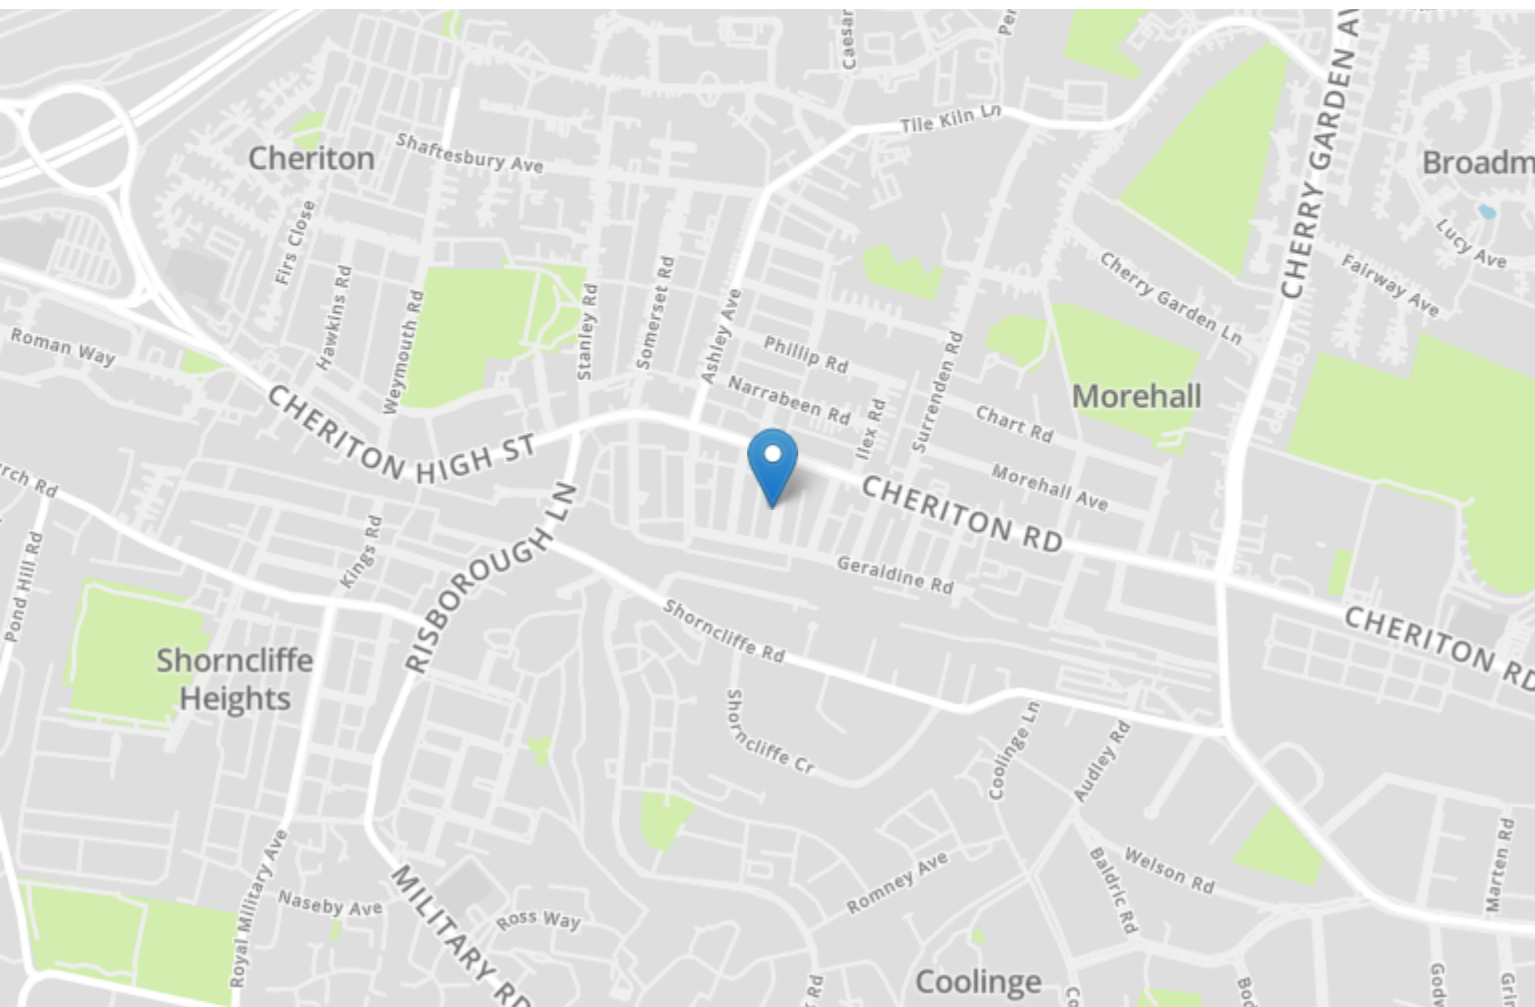 Caesar
CHERRY GARDEN AV
Tile Kiln Ln
Cheriton
Shaftesbury Ave
Broadm
Lucy Ave
Firs Close
Fairway Ave
Cherry Garden Ln
Hawkins Rd
Weymouth Rd
Stanley Rd
Somerset Rd
Ashley Ave
Roman Way
Phillip Rd
Surrenden Rd
Narrabeen Rd
Morehall
Ilex Rd
Chart Rd
CHERITON HIGH ST
Morehall Ave
CHERITON RD
urch Rd
RISBOROUGH LN
Kings Rd
Pond Hill Rd
Geraldine Rd
Shorncliffe Rd
CHERITON RD
Shorncliffe
Heights
Shorncliffe Cr
Coolinge Ln
Audley Rd
Royal Military Ave
Naseby Ave
MILITARY RD
Ross Way
Romney Ave
Baldric Rd
Welson Rd
Marten Rd
Coolinge
God